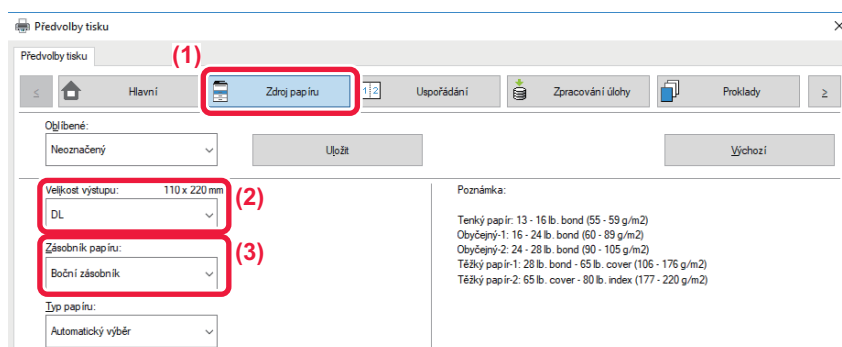 Předvolby tisku
Předvolby tisku
(1)
Hlavní
Zdroj papíru
1 2
Uspořádání
Zpracování úlohy
Proklady
Oblíbené:
Neoznačený
Uložit
Výchozí
Velikost výstupu: 110 x 220 mm
(2)
DL
Zásobník papíru:
(3)
Boční zásobník
Typ papíru:
Automatický výběr
Poznámka:
Tenký papír: 13 - 16 lb. bond (55 - 59 g/m2)
Obyčejný-1: 16 - 24 lb. bond (60 - 89 g/m2)
Obyčejný-2: 24 - 28 lb. bond (90 - 105 g/m2)
Těžký papír-1: 28 lb. bond - 65 lb. cover (106 - 176 g/m2)
Těžký papír-2: 65 lb. cover - 80 lb. index (177 - 220 g/m2)